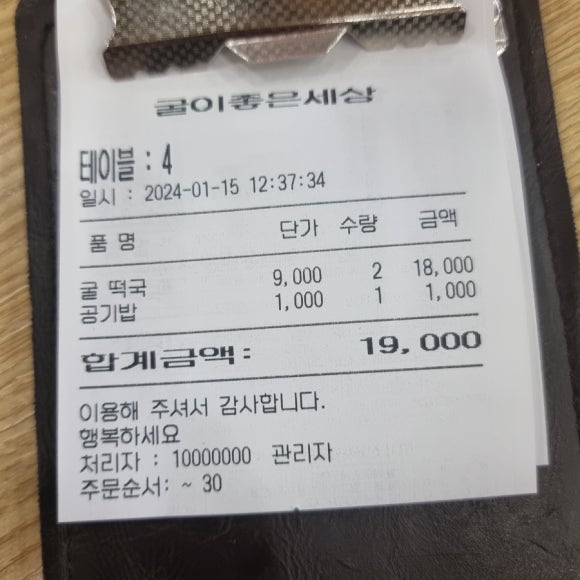 굴이좋은세상
테이블 : 4
일시 : 2024-01-15 12:37:34
품 명 단가 수량 금액
굴 떡국 9,000 2 18,000
공기밥 1,000 1 1,000
합계금액: 19,000
이용해 주셔서 감사합니다.
행복하세요
처리자 : 10000000 관리자
주문순서: ~ 30